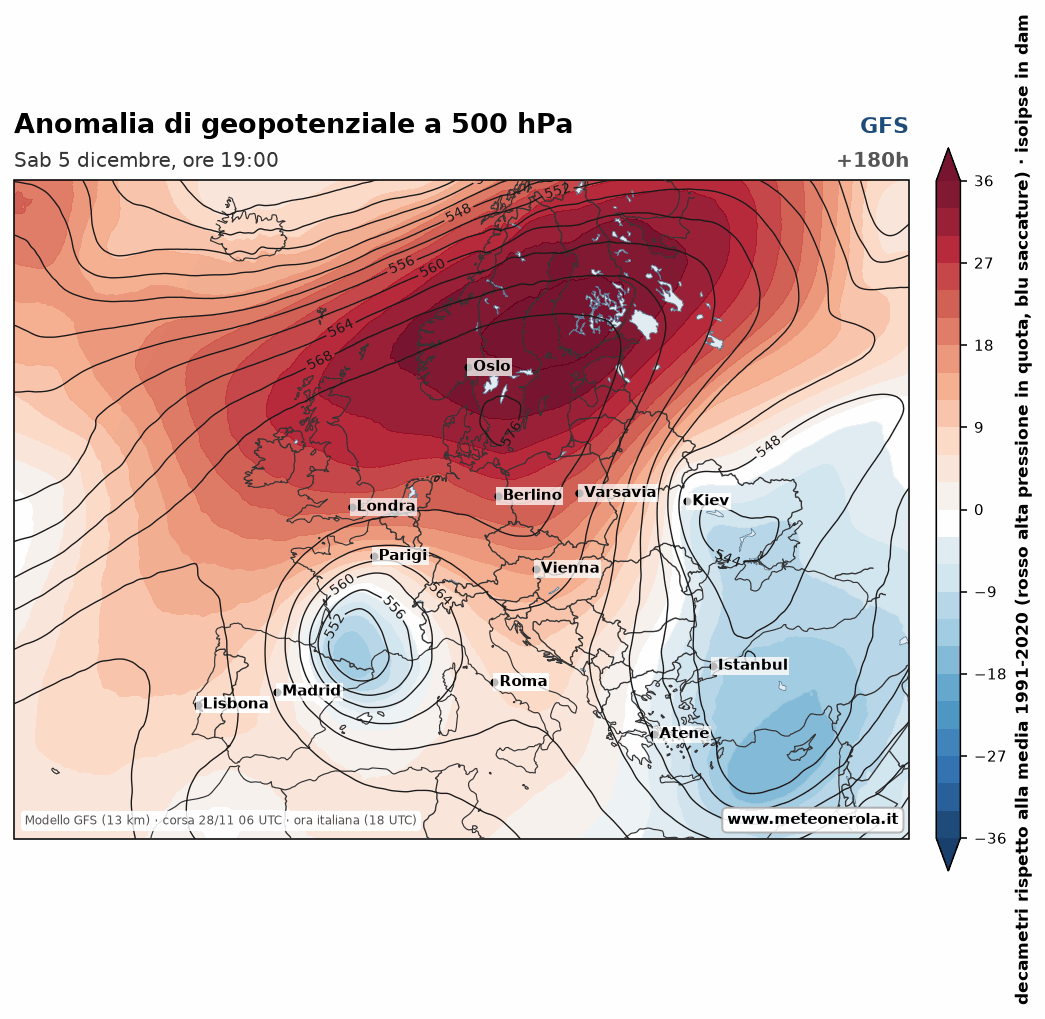 Anomalia di geopotenziale a 500 hPa
GFS
Sab 5 dicembre, ore 19:00
+180h
552
548
556
560
564
568
Oslo
576
548
Berlino
Varsavia
Kiev
Londra
544
Parigi
Vienna
560
556
564
552
Istanbul
Roma
Madrid
Lisbona
Atene
Modello GFS (13 km) · corsa 28/11 06 UTC · ora italiana (18 UTC)
www.meteonerola.it
36
27
18
9
0
−9
−18
−27
−36
decametri rispetto alla media 1991-2020 (rosso alta pressione in quota, blu saccature) · isoipse in dam